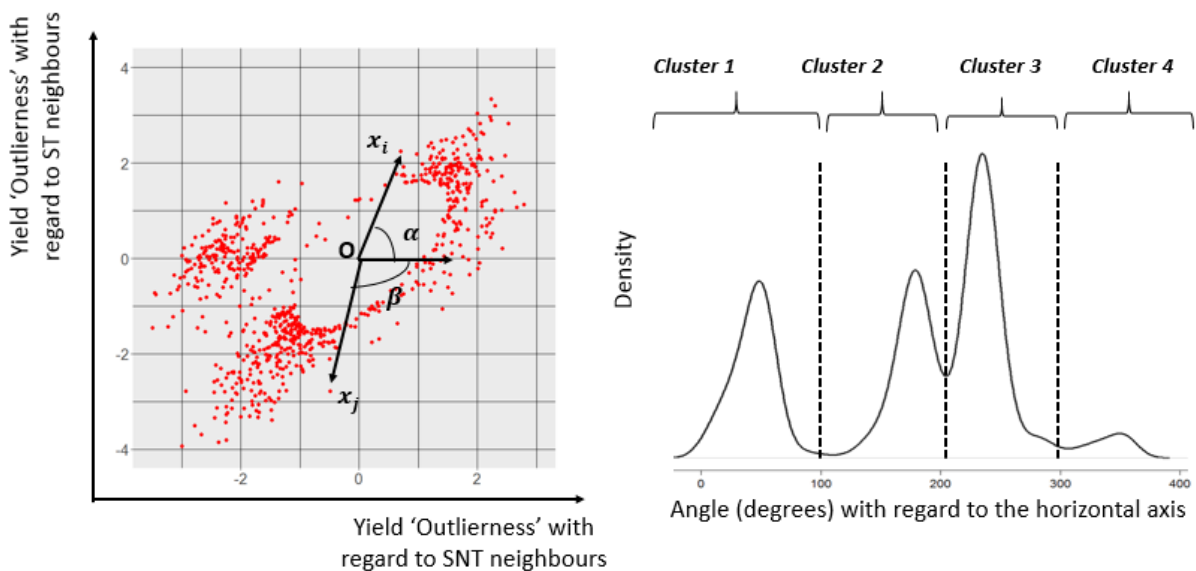 Yield ‘Outlierness’ with
regard to ST neighbours
4
2
0
-2
-4
-2
0
2
x_i
O
α
β
x_j
Yield ‘Outlierness’ with
regard to SNT neighbours
Cluster 1 Cluster 2 Cluster 3 Cluster 4
Density
0 100 200 300 400
Angle (degrees) with regard to the horizontal axis